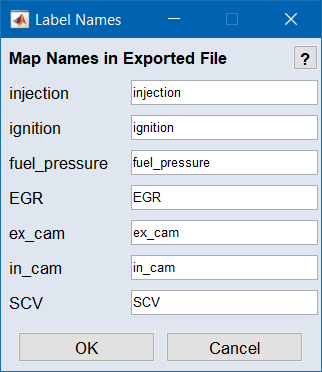 Label Names
Map Names in Exported File ?
injection injection
ignition ignition
fuel_pressure fuel_pressure
EGR EGR
ex_cam ex_cam
in_cam in_cam
SCV SCV
OK Cancel